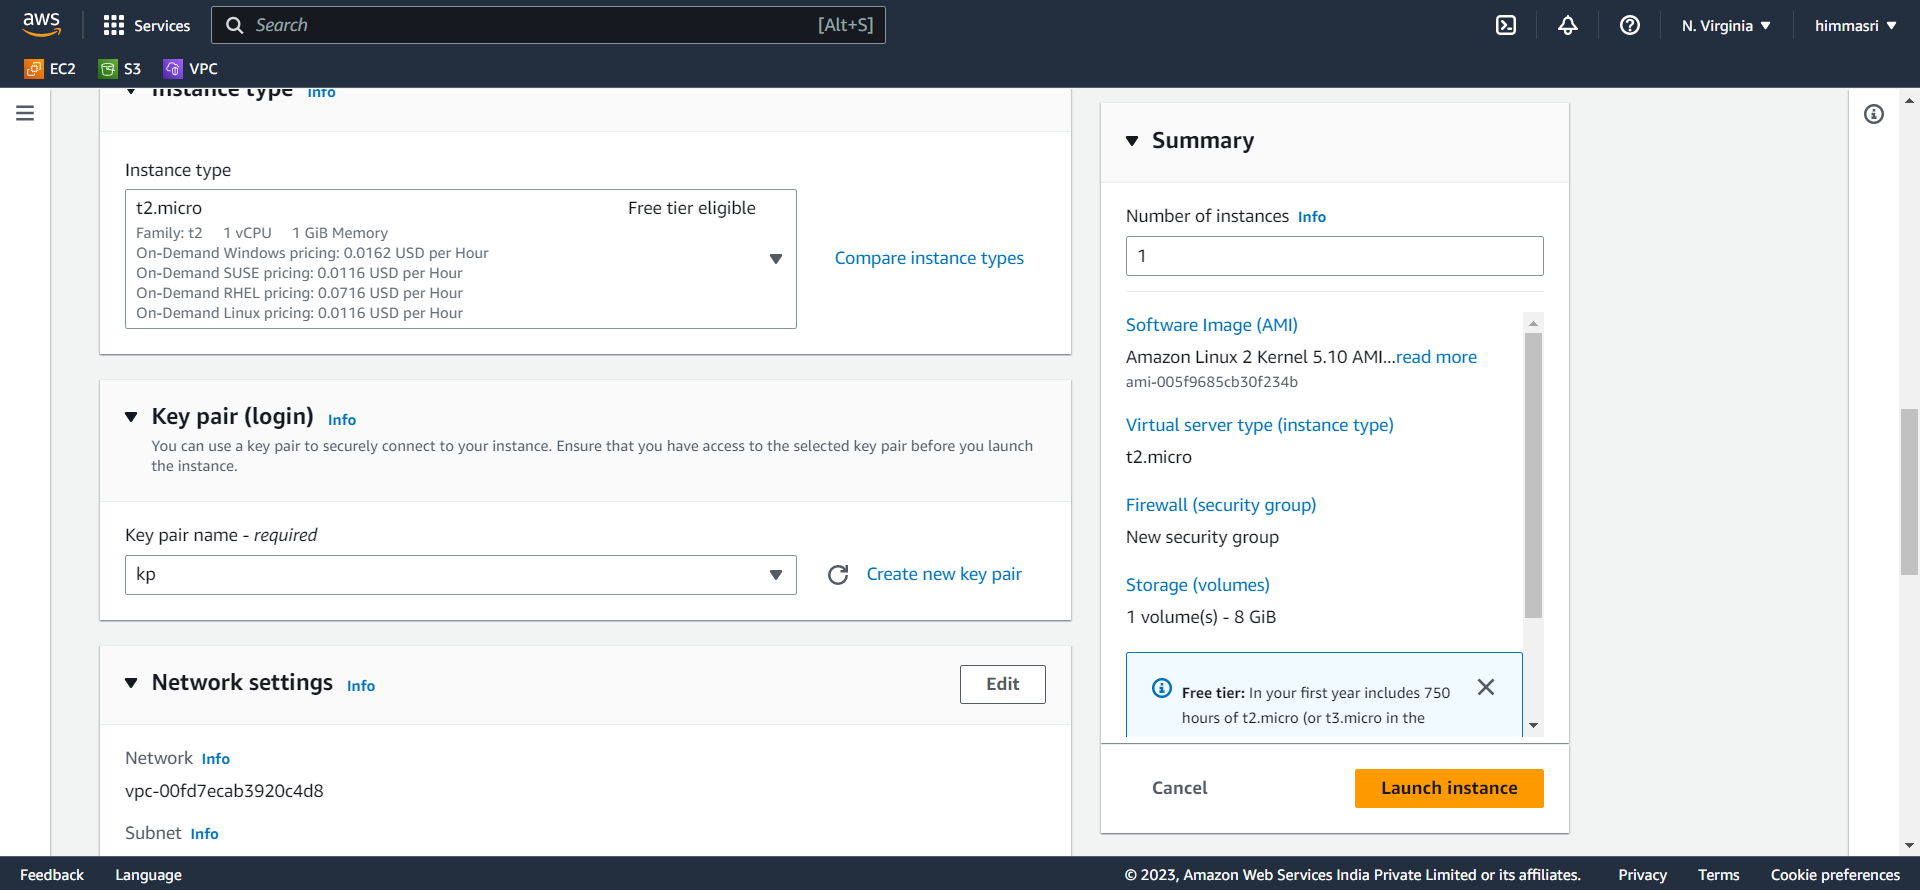 aws
Services
Search
[Alt+S]
N. Virginia
himmasri
EC2
S3
VPC
Instance type Info
Instance type
t2.micro
Free tier eligible
Family: t2 1 vCPU 1 GiB Memory
On-Demand Windows pricing: 0.0162 USD per Hour
On-Demand SUSE pricing: 0.0116 USD per Hour
On-Demand RHEL pricing: 0.0716 USD per Hour
On-Demand Linux pricing: 0.0116 USD per Hour
Compare instance types
Key pair (login) Info
You can use a key pair to securely connect to your instance. Ensure that you have access to the selected key pair before you launch
the instance.
Key pair name - required
kp
Create new key pair
Network settings Info
Edit
Network Info
vpc-00fd7ecab3920c4d8
Subnet Info
Summary
Number of instances Info
1
Software Image (AMI)
Amazon Linux 2 Kernel 5.10 AMI...read more
ami-005f9685cb30f234b
Virtual server type (instance type)
t2.micro
Firewall (security group)
New security group
Storage (volumes)
1 volume(s) - 8 GiB
Free tier: In your first year includes 750
hours of t2.micro (or t3.micro in the
Cancel
Launch instance
Feedback
Language
© 2023, Amazon Web Services India Private Limited or its affiliates.
Privacy
Terms
Cookie preferences